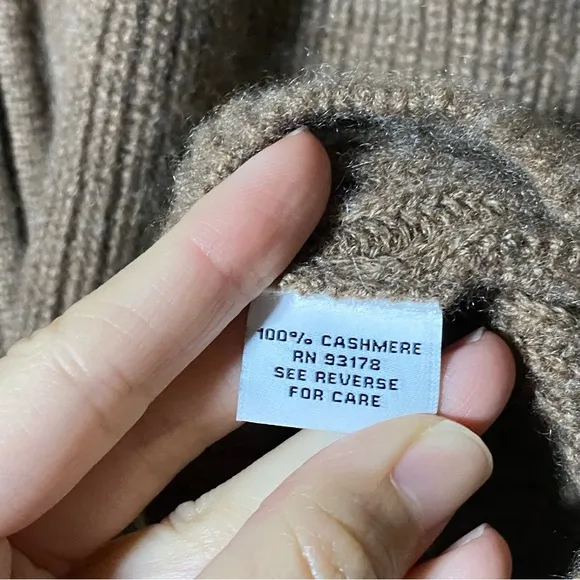 100% CASHMERE
RN 93178
SEE REVERSE
FOR CARE